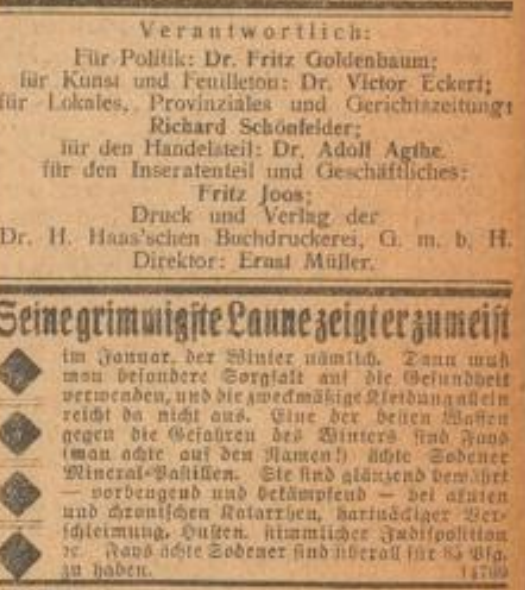 Verantwortlich:
Für Politik: Dr. Fritz Goldenbaum;
für Kunst und Feuilleton: Dr. Victor Eckert;
für Lokales, Provinziales und Gerichtszeitung:
Richard Schönfelder;
für den Handelsteil: Dr. Adolf Agthe.
für den Inseratenteil und Geschäftliches:
Fritz Joos;
Druck und Verlag der
Dr. H. Haas'schen Buchdruckerei, G. m. b. H.
Direktor: Ernst Müller.
Seine grimmigste Laune zeigt er zumeist
im Januar, der Winter nämlich. Dann muß
man besondere Sorgfalt auf die Gesundheit
verwenden, und die zweckmäßige Kleidung allein
reicht da nicht aus. Eine der besten Waffen
gegen die Gefahren des Winters sind Fays
(man achte auf den Namen!) ächte Sodener
Mineral-Pastillen. Sie sind glänzend bewährt
— vorbeugend und bekämpfend — bei akuten
und chronischen Katarrhen, hartnäckiger Ver-
schleimung, Husten, stimmlicher Indisposition
ꝛc. Fays ächte Sodener sind überall für 85 Pfg.
zu haben. 14799